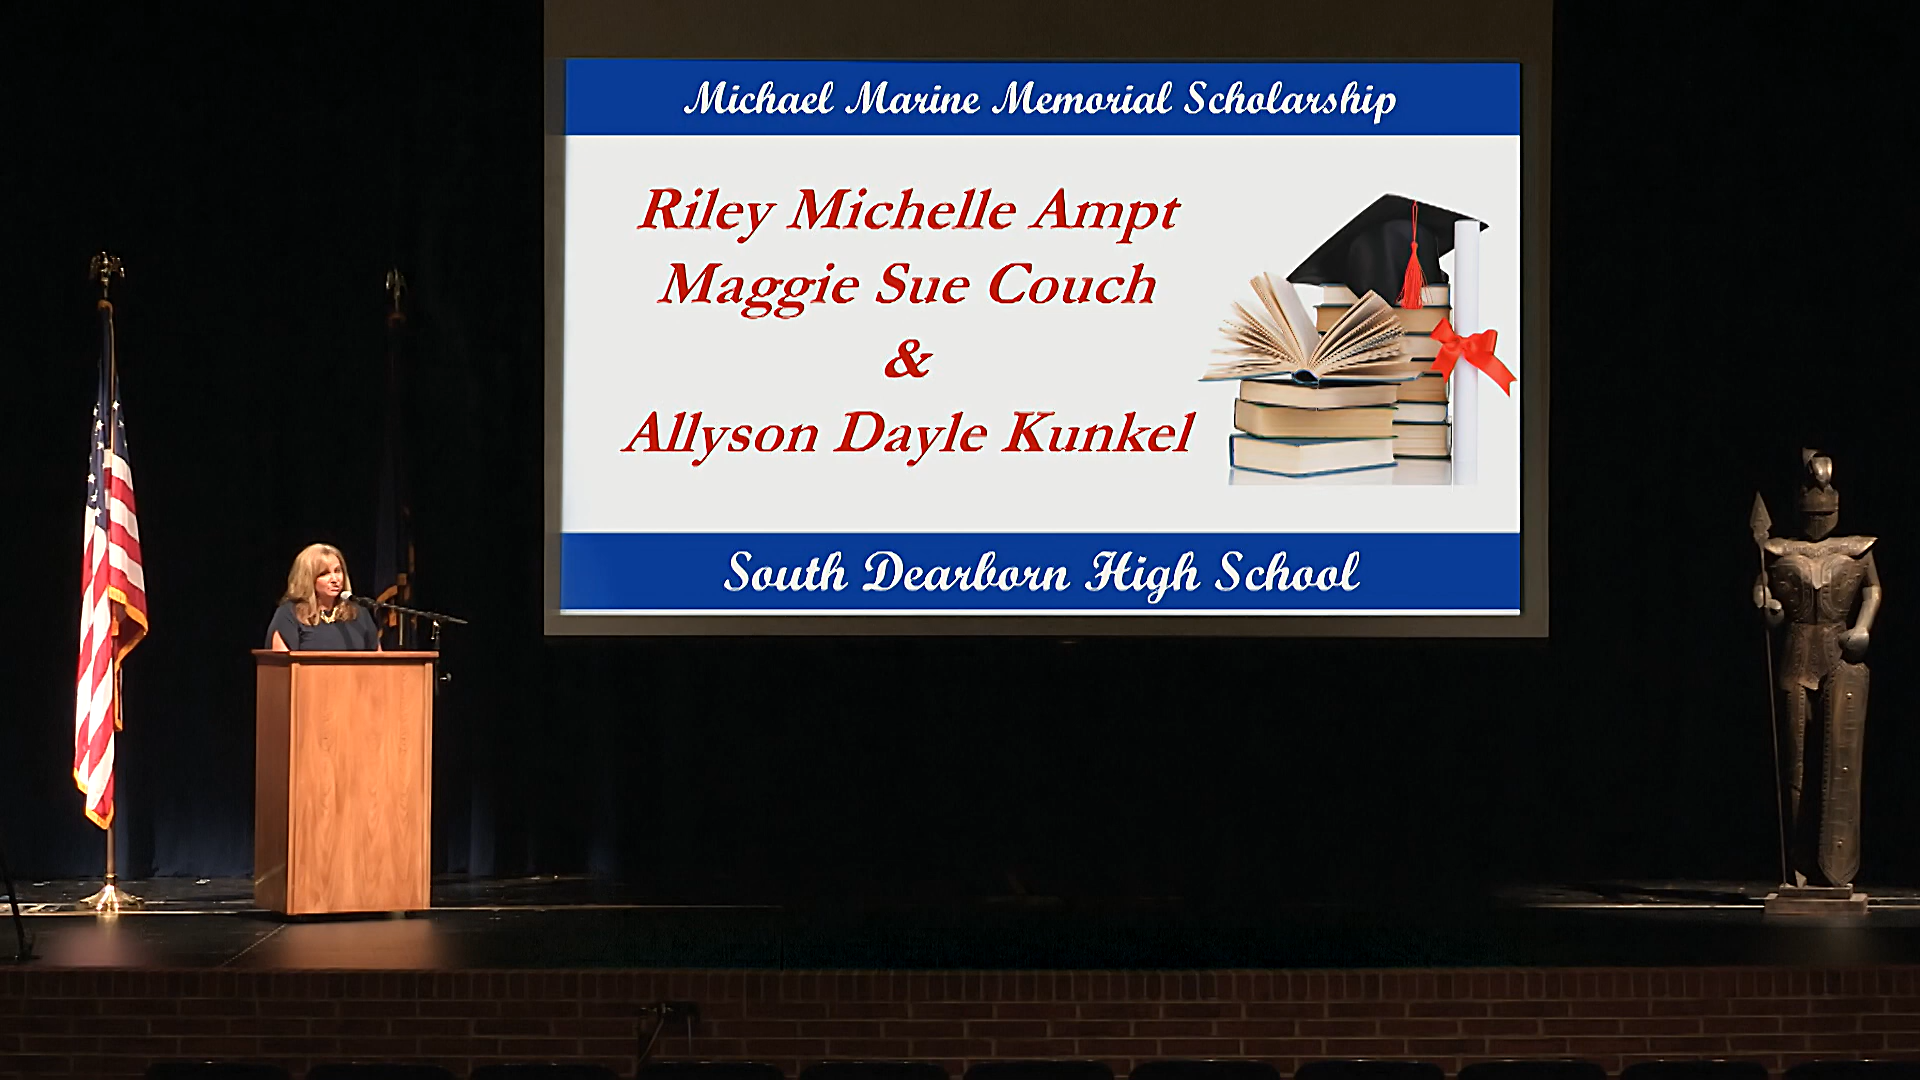 Michael Marine Memorial Scholarship
Riley Michelle Ampt
Maggie Sue Couch
&
Allyson Dayle Kunkel
South Dearborn High School